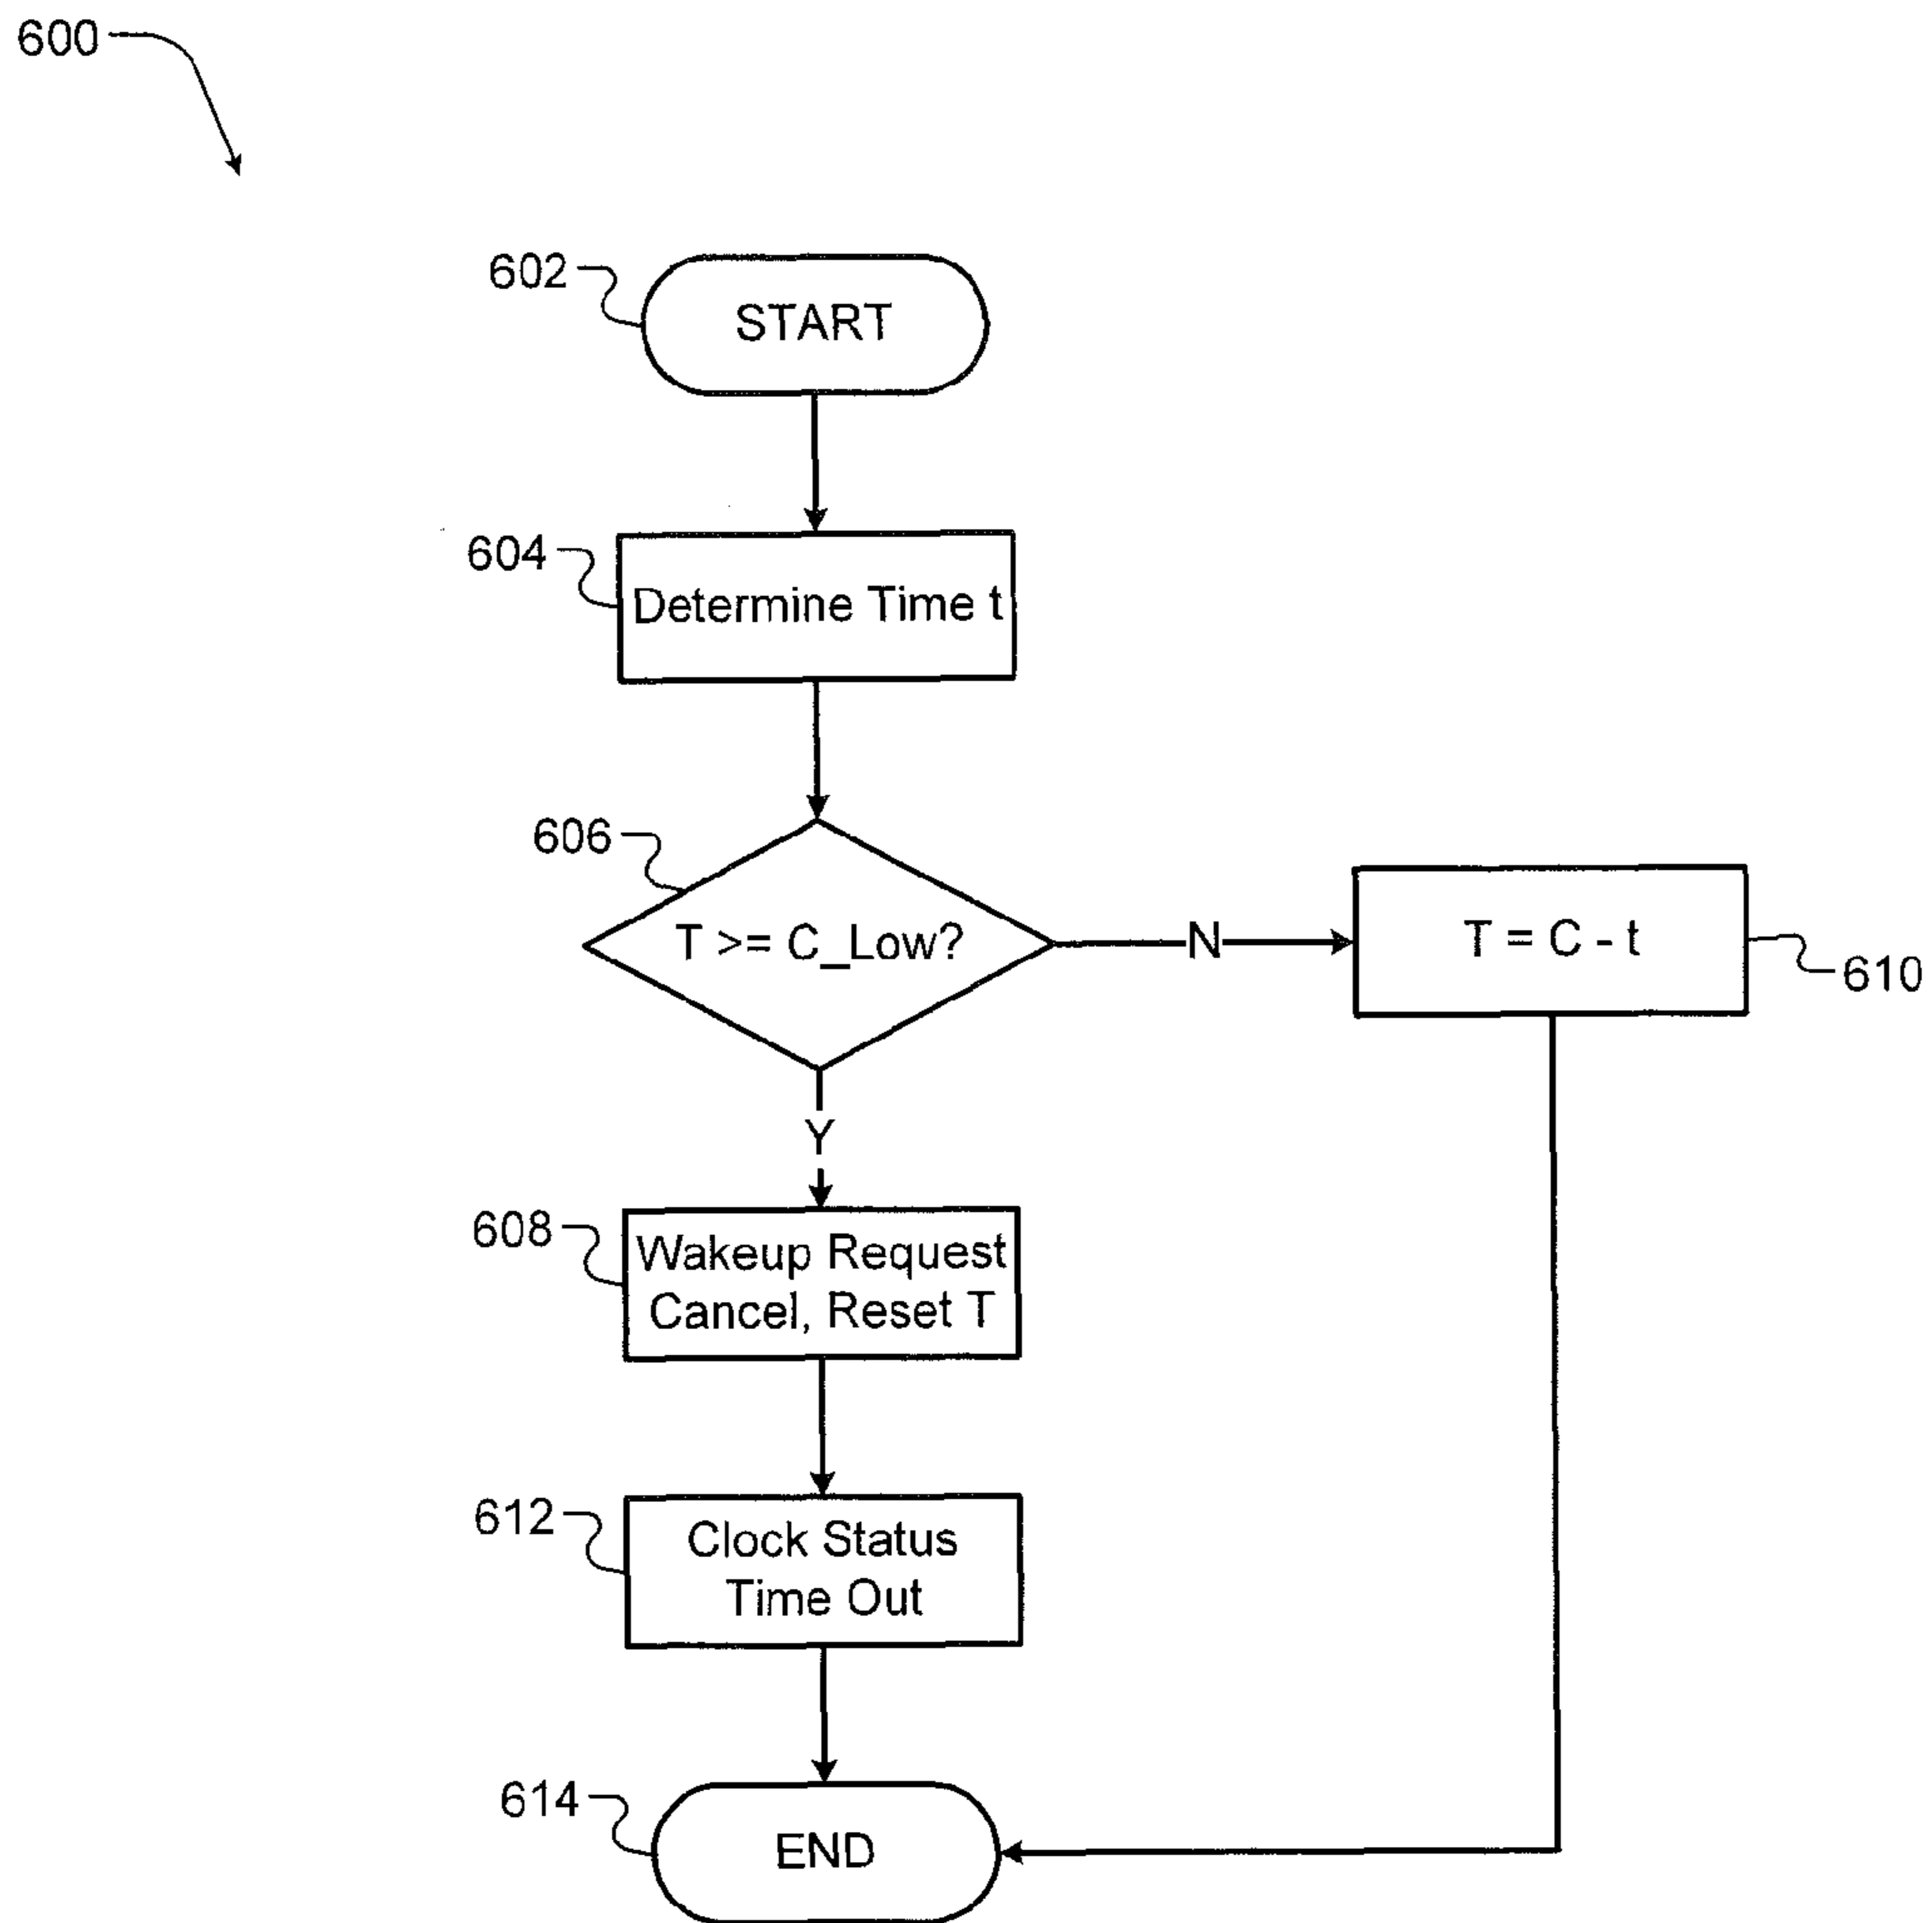 600
602
START
604
Determine Time t
606
T >= C_Low?
N
T = C - t
610
Y
608
Wakeup Request
Cancel, Reset T
612
Clock Status
Time Out
614
END